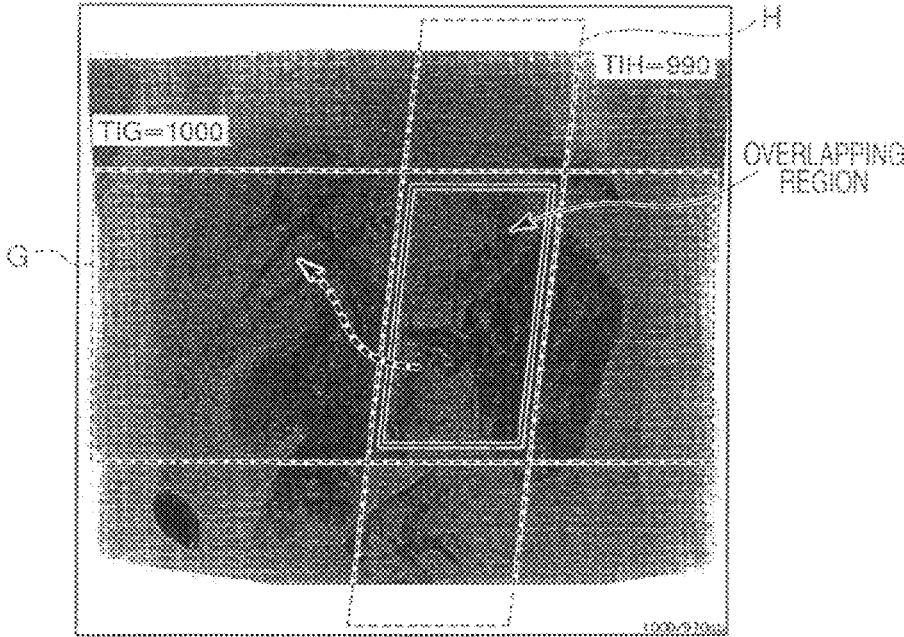 H
TIH=990
TIG=1000
OVERLAPPING
REGION
G